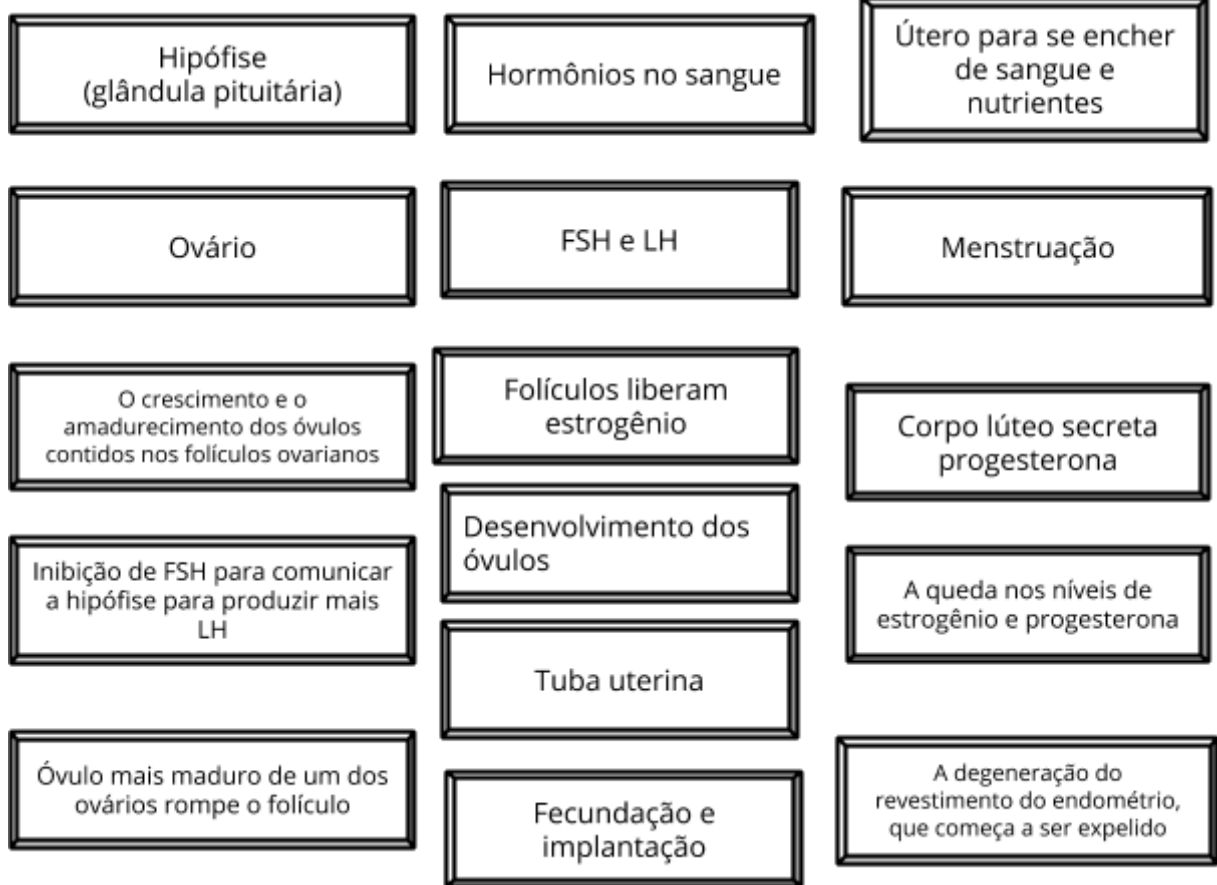 Hipófise
(glândula pituitária)
Hormônios no sangue
Útero para se encher
de sangue e
nutrientes
Ovário
FSH e LH
Menstruação
O crescimento e o
amadurecimento dos óvulos
contidos nos folículos ovarianos
Folículos liberam
estrogênio
Corpo lúteo secreta
progesterona
Desenvolvimento dos
óvulos
Inibição de FSH para comunicar
a hipófise para produzir mais
LH
A queda nos níveis de
estrogênio e progesterona
Tuba uterina
Óvulo mais maduro de um dos
ovários rompe o folículo
Fecundação e
implantação
A degeneração do
revestimento do endométrio,
que começa a ser expelido